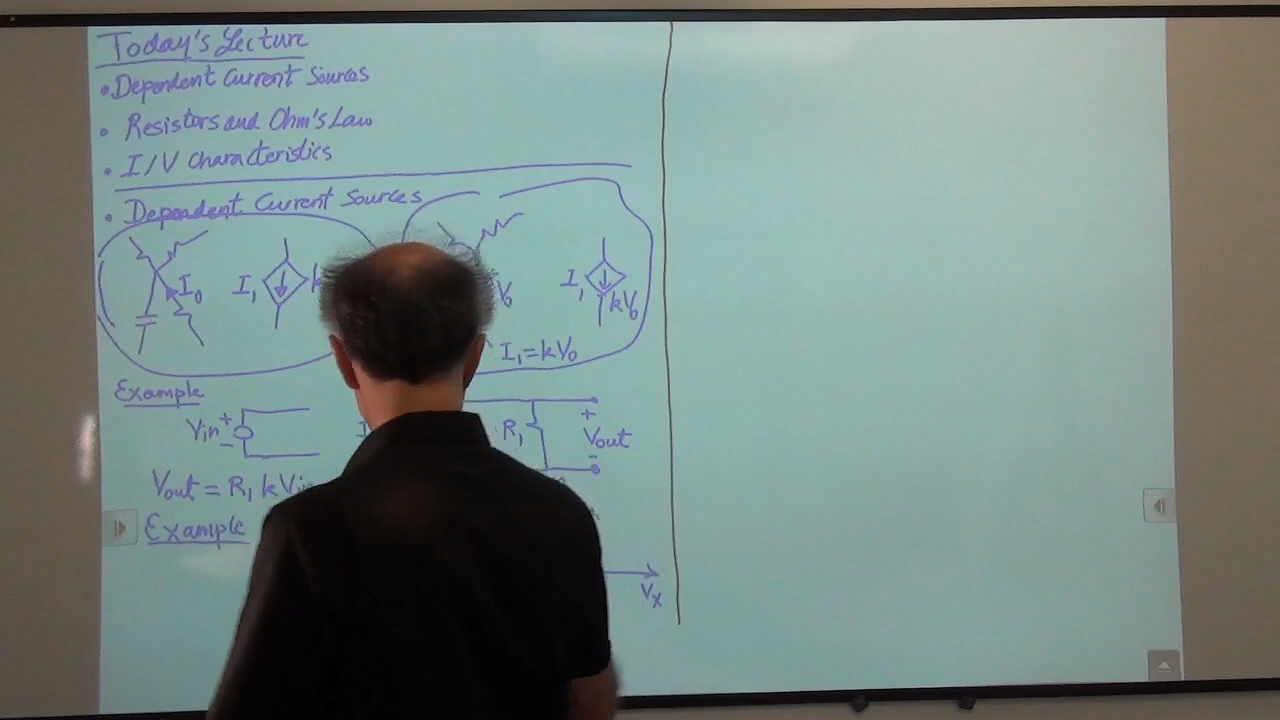 Today's Lecture
• Dependent Current Sources
• Resistors and Ohm's Law
• I/V Characteristics
• Dependent Current Sources
I₀ I₁ k V₀ I₁ kV₀
I₁ = kV₀
Example
Vin + - I R₁ + Vout -
Vout = R₁ kVin
Example
Vx